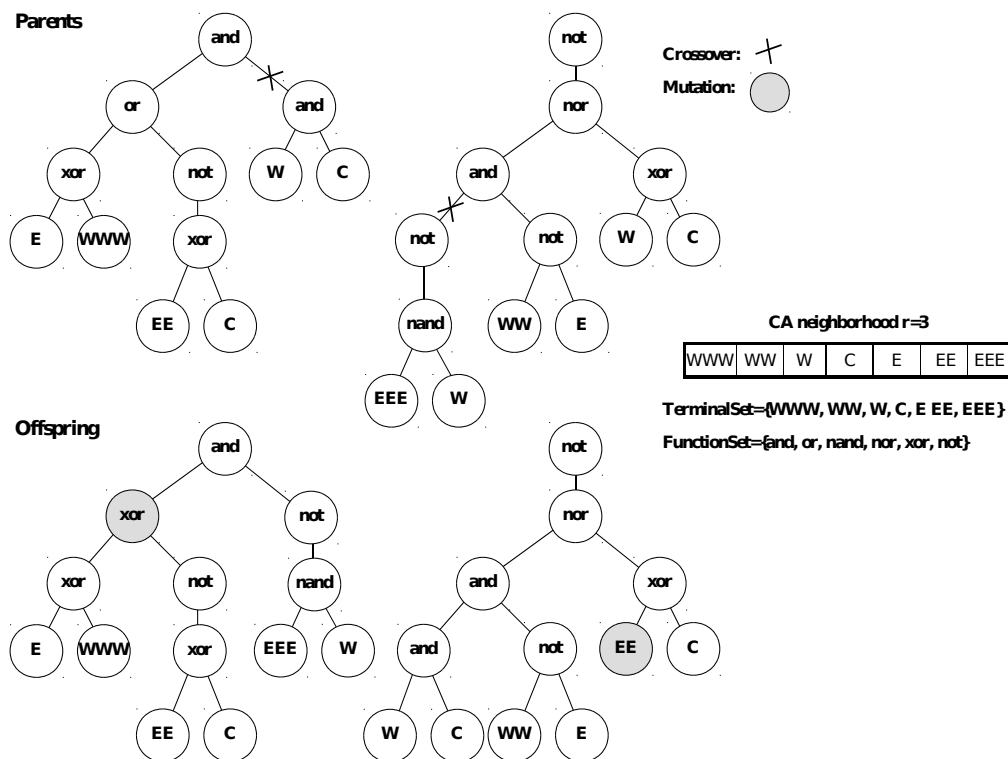 Parents
and
not
Crossover:
Mutation:
or
and
nor
xor
not
W
C
and
xor
E
WWW
xor
not
not
W
C
EE
C
nand
WW
E
CA neighborhood r=3
WWW WW W C E EE EEE
EEE
W
TerminalSet={WWW, WW, W, C, E EE, EEE}
Offspring
FunctionSet={and, or, nand, nor, xor, not}
and
not
xor
not
nor
xor
not
nand
and
xor
E
WWW
xor
EEE
W
and
not
EE
C
EE
C
W
C
WW
E